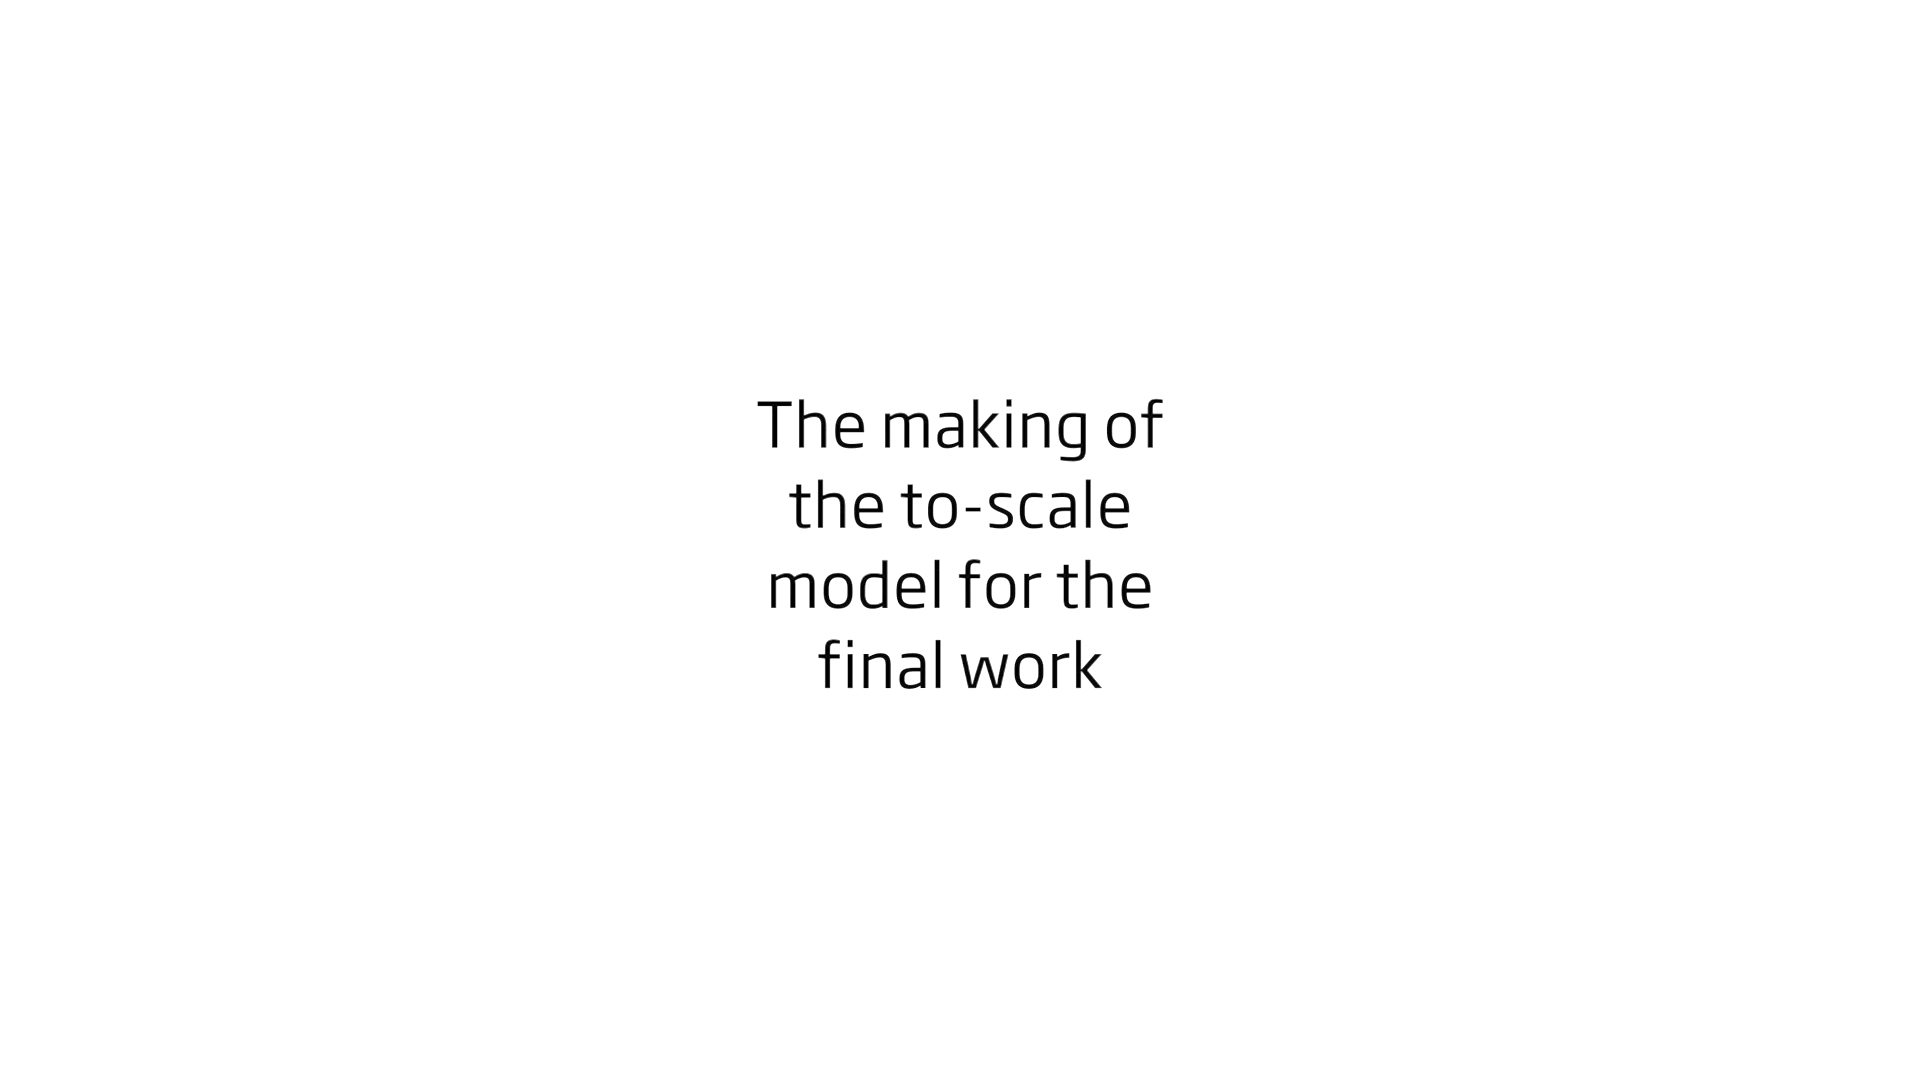 The making of
the to-scale
model for the
final work